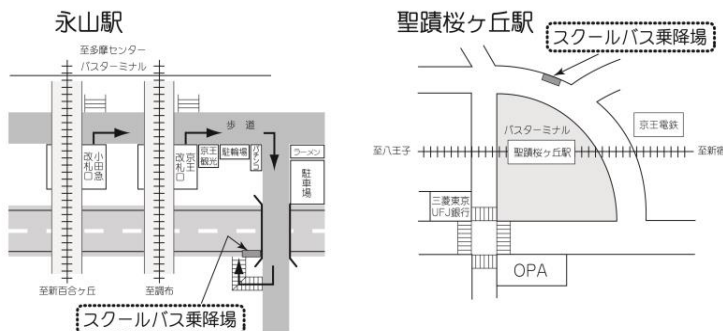 永山駅
至多摩センター
バスターミナル
歩道
小田急
改札口
京王
改札口
京王
観光
駐輪場
パチンコ
ラーメン
駐車場
至新百合ヶ丘
至調布
スクールバス乗降場
聖蹟桜ヶ丘駅
スクールバス乗降場
京王電鉄
バスターミナル
至八王子
聖蹟桜ヶ丘駅
至新宿
三菱東京
UFJ銀行
OPA